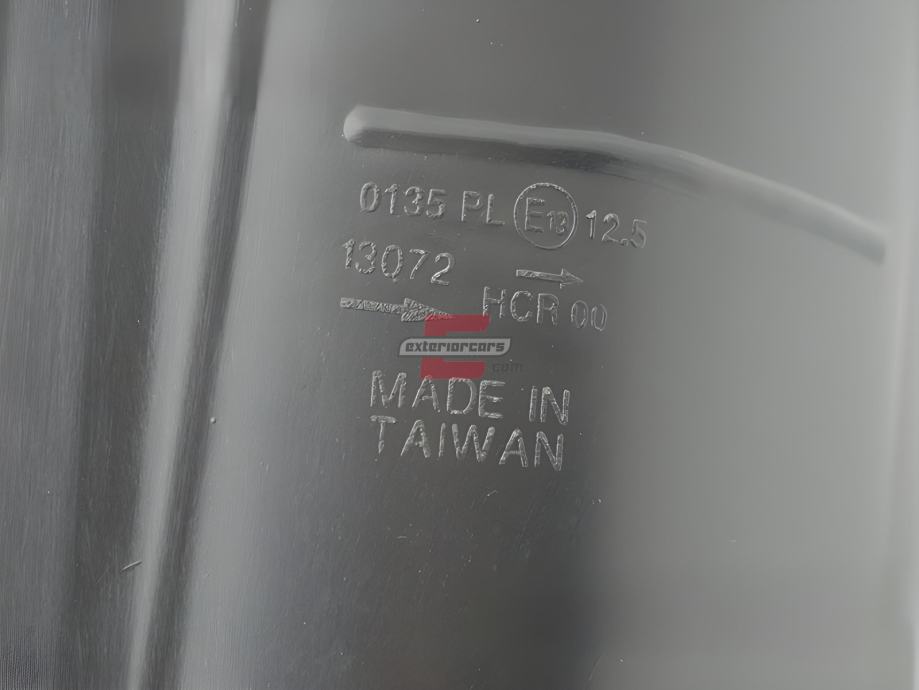 0135 PL E13 12.5
13072 →
→ HCR 00
exteriorcars
.com
MADE IN
TAIWAN